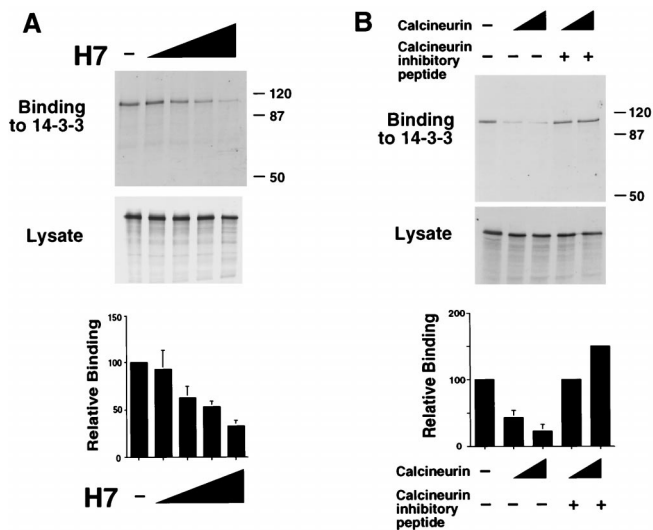 A
H7
–
Binding
to 14-3-3
– 120
– 87
– 50
Lysate
150
100
50
0
Relative Binding
H7
–
B
Calcineurin –
Calcineurin
inhibitory
peptide
– – – + +
Binding
to 14-3-3
– 120
– 87
– 50
Lysate
200
150
100
50
0
Relative Binding
Calcineurin –
Calcineurin
inhibitory
peptide
– – – + +